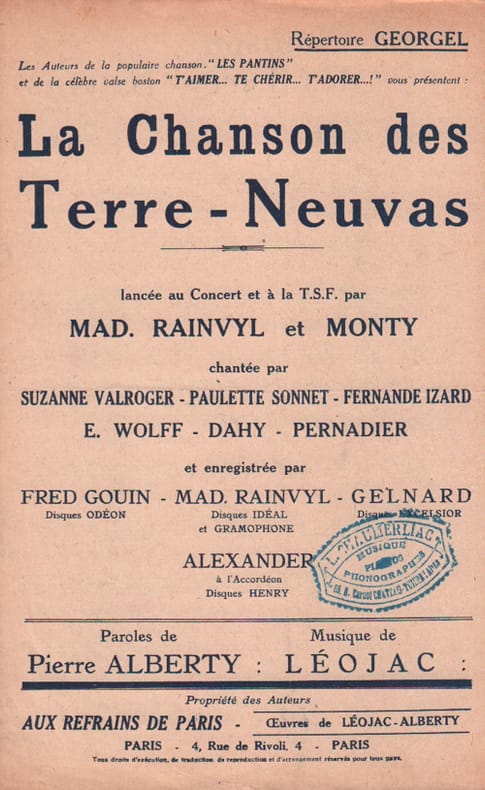 Répertoire GEORGEL
Les Auteurs de la populaire chanson. "LES PANTINS"
et de la célèbre valse boston "T'AIMER... TE CHÉRIR... T'ADORER...!" vous présentent :
La Chanson des
Terre-Neuvas
lancée au Concert et à la T.S.F. par
MAD. RAINVYL et MONTY
chantée par
SUZANNE VALROGER - PAULETTE SONNET - FERNANDE IZARD
E. WOLFF - DAHY - PERNADIER
et enregistrée par
FRED GOUIN - MAD. RAINVYL - GELNARD
Disques ODÉON Disques IDÉAL Disques EXCELSIOR
et GRAMOPHONE
ALEXANDER
à l'Accordéon
Disques HENRY
MUSIQUE
PIANOS
PHONOGRAPHES
Paroles de Musique de
Pierre ALBERTY : LÉOJAC :
Propriété des Auteurs
AUX REFRAINS DE PARIS - Œuvres de LÉOJAC-ALBERTY
PARIS - 4, Rue de Rivoli, 4 - PARIS
Tous droits d'exécution, de traduction, de reproduction et d'arrangement réservés pour tous pays.